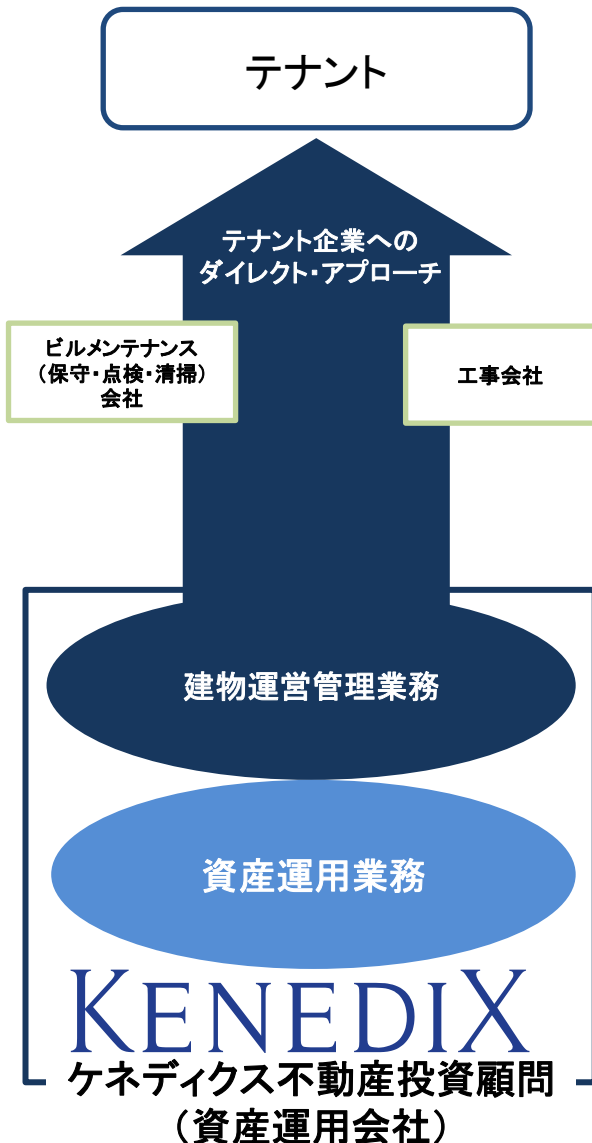 テナント
テナント企業への
ダイレクト・アプローチ
ビルメンテナンス
（保守・点検・清掃）
会社
工事会社
建物運営管理業務
資産運用業務
KENEDIX
ケネディクス不動産投資顧問
（資産運用会社）